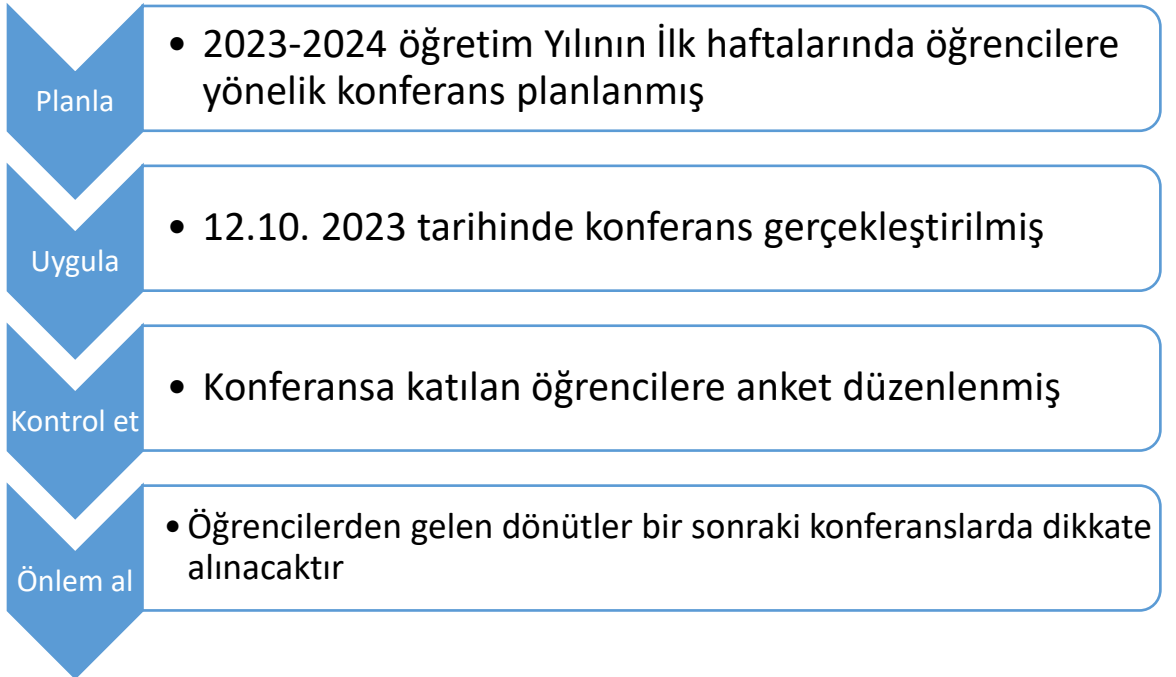 Planla
• 2023-2024 öğretim Yılının İlk haftalarında öğrencilere
yönelik konferans planlanmış
Uygula
• 12.10. 2023 tarihinde konferans gerçekleştirilmiş
Kontrol et
• Konferansa katılan öğrencilere anket düzenlenmiş
Önlem al
• Öğrencilerden gelen dönütler bir sonraki konferanslarda dikkate
alınacaktır